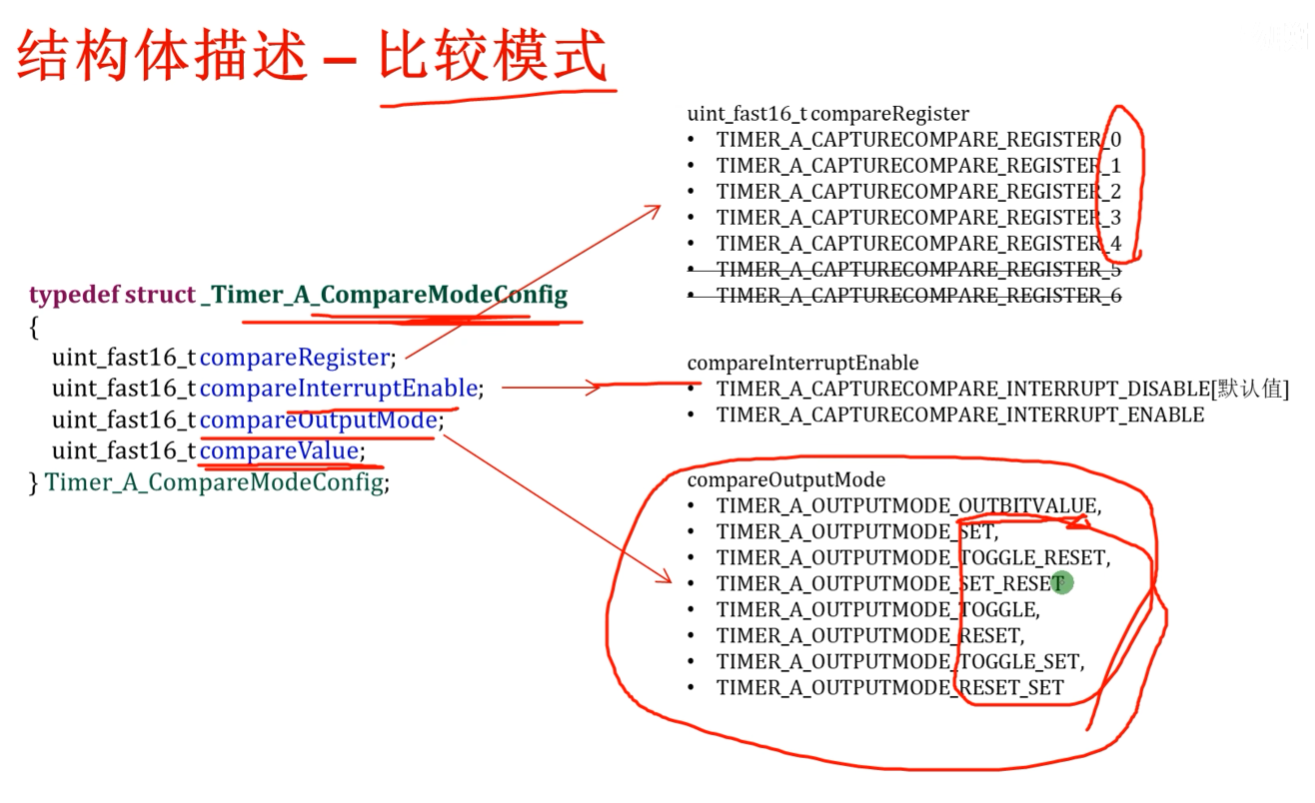 结构体描述 – 比较模式
typedef struct _Timer_A_CompareModeConfig
{
uint_fast16_t compareRegister;
uint_fast16_t compareInterruptEnable;
uint_fast16_t compareOutputMode;
uint_fast16_t compareValue;
} Timer_A_CompareModeConfig;
uint_fast16_t compareRegister
• TIMER_A_CAPTURECOMPARE_REGISTER_0
• TIMER_A_CAPTURECOMPARE_REGISTER_1
• TIMER_A_CAPTURECOMPARE_REGISTER_2
• TIMER_A_CAPTURECOMPARE_REGISTER_3
• TIMER_A_CAPTURECOMPARE_REGISTER_4
• TIMER_A_CAPTURECOMPARE_REGISTER_5
• TIMER_A_CAPTURECOMPARE_REGISTER_6
compareInterruptEnable
• TIMER_A_CAPTURECOMPARE_INTERRUPT_DISABLE[默认值]
• TIMER_A_CAPTURECOMPARE_INTERRUPT_ENABLE
compareOutputMode
• TIMER_A_OUTPUTMODE_OUTBITVALUE,
• TIMER_A_OUTPUTMODE_SET,
• TIMER_A_OUTPUTMODE_TOGGLE_RESET,
• TIMER_A_OUTPUTMODE_SET_RESET
• TIMER_A_OUTPUTMODE_TOGGLE,
• TIMER_A_OUTPUTMODE_RESET,
• TIMER_A_OUTPUTMODE_TOGGLE_SET,
• TIMER_A_OUTPUTMODE_RESET_SET